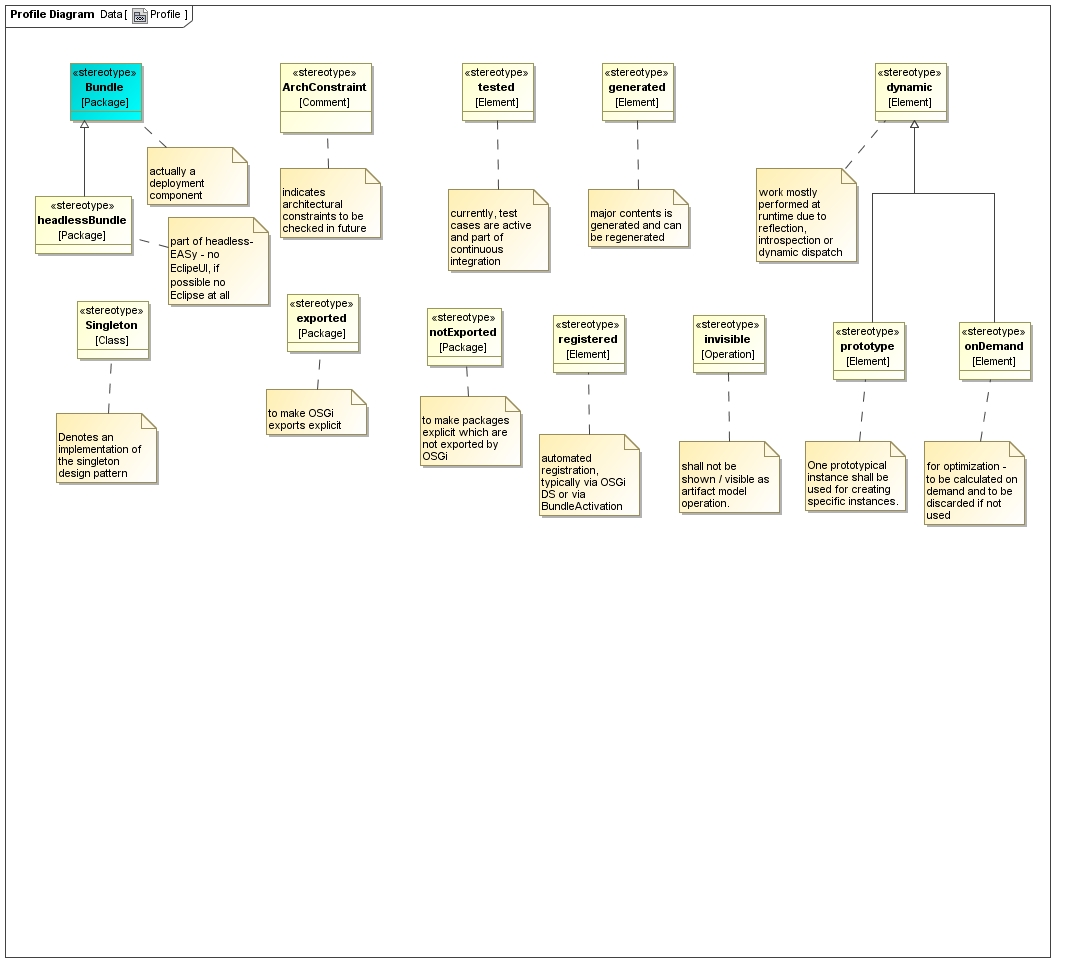 Profile Diagram Data[ Profile ]
«stereotype»
Bundle
[Package]
«stereotype»
ArchConstraint
[Comment]
«stereotype»
tested
[Element]
«stereotype»
generated
[Element]
«stereotype»
dynamic
[Element]
actually a
deployment
component
indicates
architectural
constraints to be
checked in future
currently, test
cases are active
and part of
continuous
integration
major contents is
generated and can
be regenerated
work mostly
performed at
runtime due to
reflection,
introspection or
dynamic dispatch
«stereotype»
headlessBundle
[Package]
part of headless-
EASy - no
EclipeUI, if
possible no
Eclipse at all
«stereotype»
Singleton
[Class]
«stereotype»
exported
[Package]
«stereotype»
notExported
[Package]
«stereotype»
registered
[Element]
«stereotype»
invisible
[Operation]
«stereotype»
prototype
[Element]
«stereotype»
onDemand
[Element]
Denotes an
implementation of
the singleton
design pattern
to make OSGi
exports explicit
to make packages
explicit which are
not exported by
OSGi
automated
registration,
typically via OSGi
DS or via
BundleActivation
shall not be
shown / visible as
artifact model
operation.
One prototypical
instance shall be
used for creating
specific instances.
for optimization -
to be calculated on
demand and to be
discarded if not
used